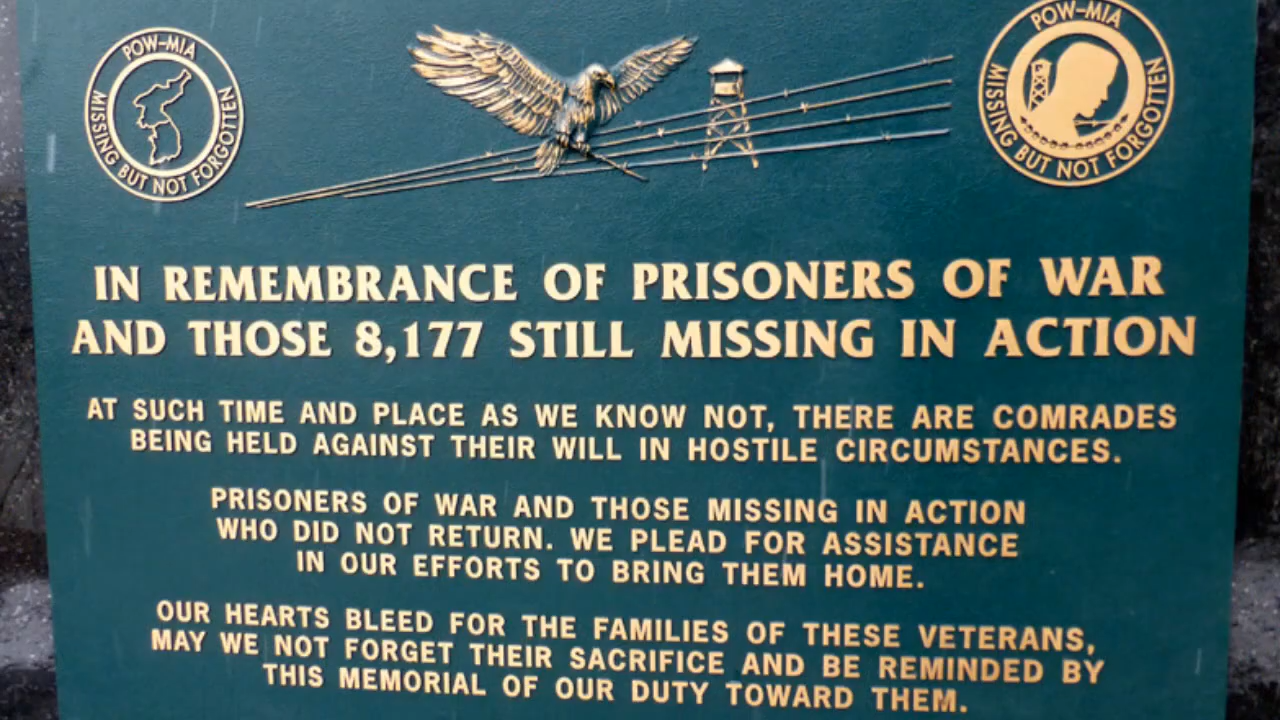 POW-MIA
MISSING BUT NOT FORGOTTEN
POW-MIA
MISSING BUT NOT FORGOTTEN
IN REMEMBRANCE OF PRISONERS OF WAR
AND THOSE 8,177 STILL MISSING IN ACTION
AT SUCH TIME AND PLACE AS WE KNOW NOT, THERE ARE COMRADES
BEING HELD AGAINST THEIR WILL IN HOSTILE CIRCUMSTANCES.
PRISONERS OF WAR AND THOSE MISSING IN ACTION
WHO DID NOT RETURN. WE PLEAD FOR ASSISTANCE
IN OUR EFFORTS TO BRING THEM HOME.
OUR HEARTS BLEED FOR THE FAMILIES OF THESE VETERANS,
MAY WE NOT FORGET THEIR SACRIFICE AND BE REMINDED BY
THIS MEMORIAL OF OUR DUTY TOWARD THEM.